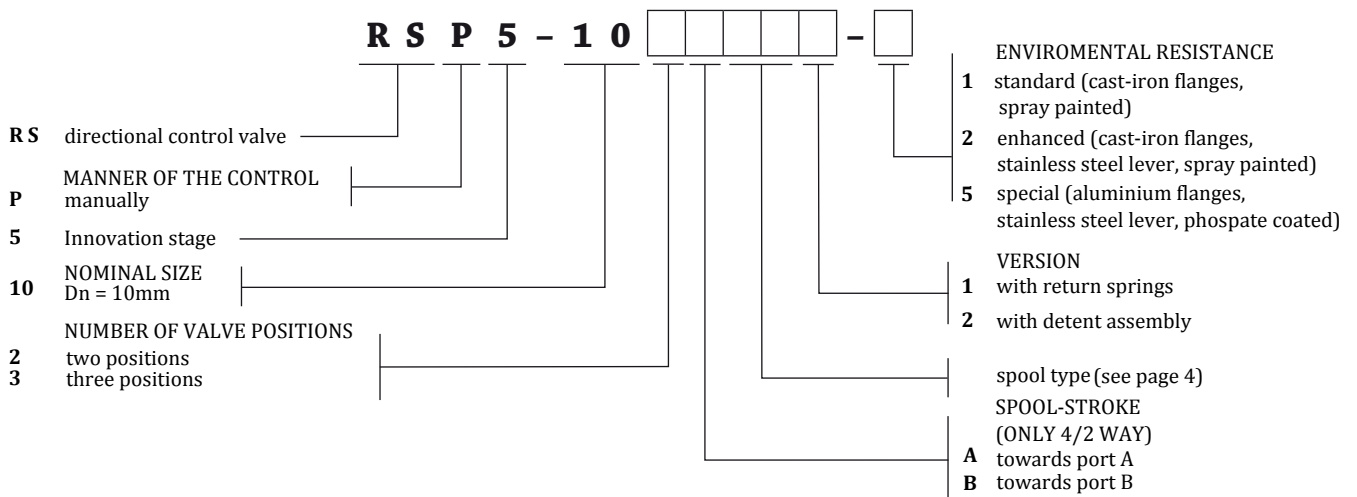 R S P 5 – 1 0 –
R S directional control valve
MANNER OF THE CONTROL
P manually
5 Innovation stage
NOMINAL SIZE
10 Dn = 10mm
NUMBER OF VALVE POSITIONS
2 two positions
3 three positions
ENVIROMENTAL RESISTANCE
1 standard (cast-iron flanges,
spray painted)
2 enhanced (cast-iron flanges,
stainless steel lever, spray painted)
5 special (aluminium flanges,
stainless steel lever, phospate coated)
VERSION
1 with return springs
2 with detent assembly
spool type (see page 4)
SPOOL-STROKE
(ONLY 4/2 WAY)
A towards port A
B towards port B